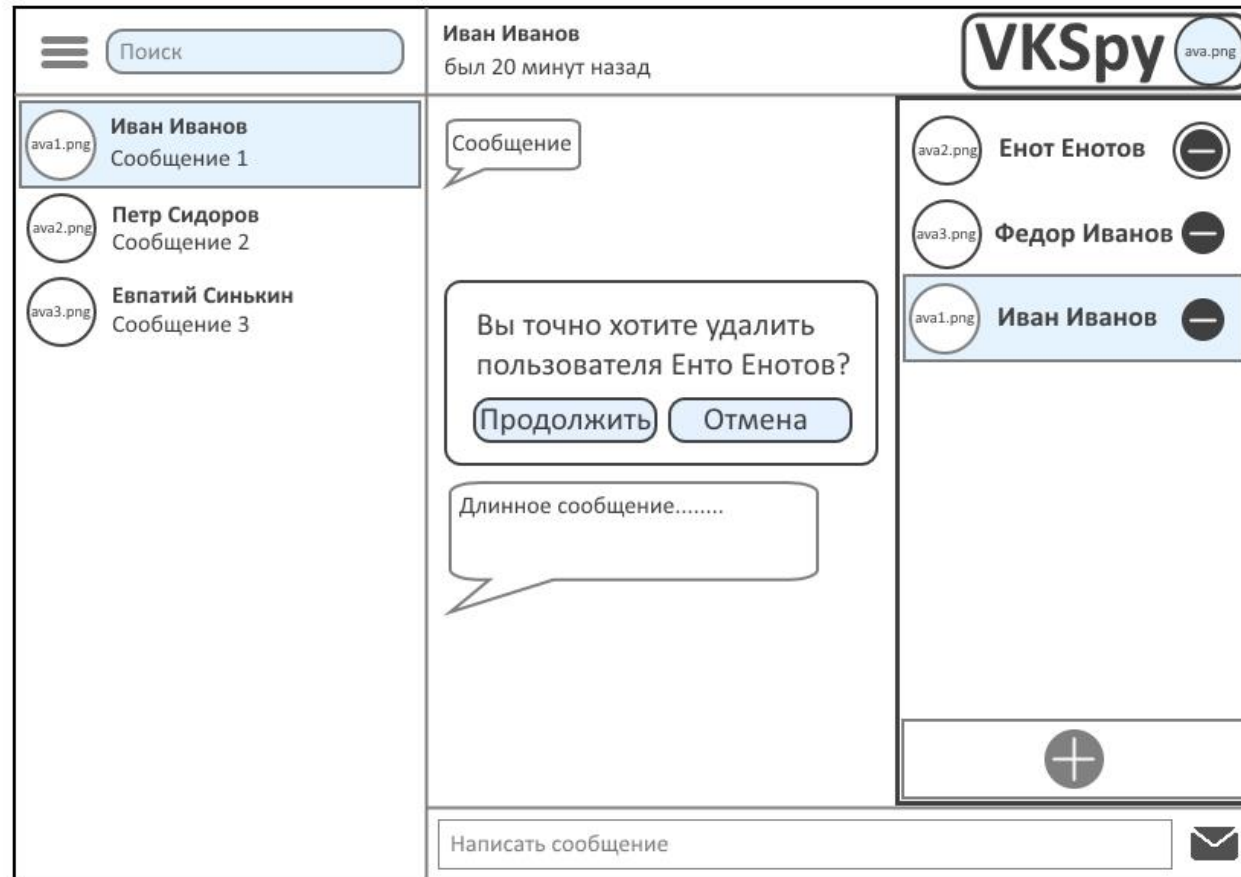 Поиск
Иван Иванов
был 20 минут назад
VKSpy
ava.png
ava1.png
Иван Иванов
Сообщение 1
ava2.png
Петр Сидоров
Сообщение 2
ava3.png
Евпатий Синькин
Сообщение 3
Сообщение
Вы точно хотите удалить
пользователя Енто Енотов?
Продолжить
Отмена
Длинное сообщение........
ava2.png
Енот Енотов
ava3.png
Федор Иванов
ava1.png
Иван Иванов
Написать сообщение